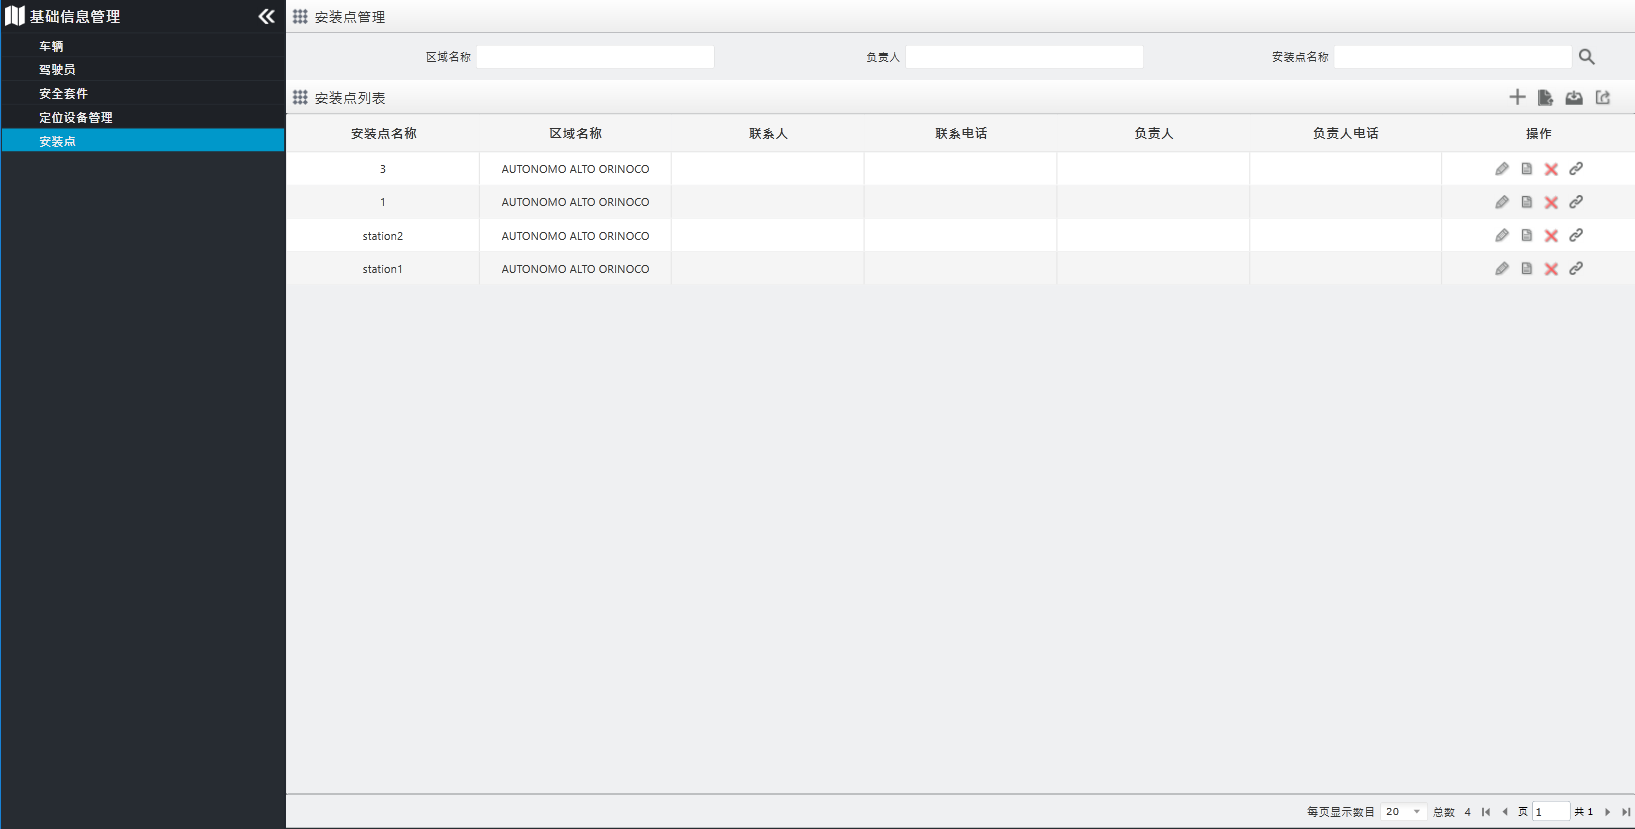 基础信息管理
车辆
驾驶员
安全套件
定位设备管理
安装点
安装点管理
区域名称 负责人 安装点名称
安装点列表
安装点名称 区域名称 联系人 联系电话 负责人 负责人电话 操作
3 AUTONOMO ALTO ORINOCO
1 AUTONOMO ALTO ORINOCO
station2 AUTONOMO ALTO ORINOCO
station1 AUTONOMO ALTO ORINOCO
每页显示数目 20 总数 4 页 1 共 1